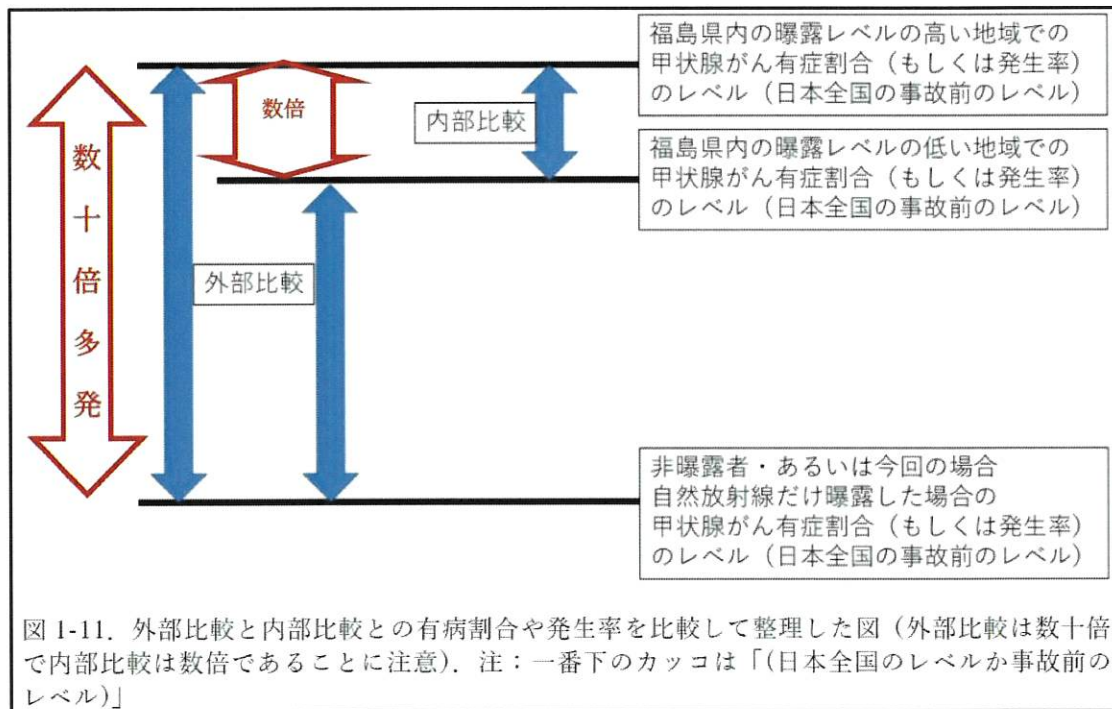 福島県内の曝露レベルの高い地域での
甲状腺がん有症割合（もしくは発生率）
のレベル（日本全国の事故前のレベル）
数倍
内部比較
福島県内の曝露レベルの低い地域での
甲状腺がん有症割合（もしくは発生率）
のレベル（日本全国の事故前のレベル）
数十倍多発
外部比較
非曝露者・あるいは今回の場合
自然放射線だけ曝露した場合の
甲状腺がん有症割合（もしくは発生率）
のレベル（日本全国の事故前のレベル）
図 1-11．外部比較と内部比較との有病割合や発生率を比較して整理した図（外部比較は数十倍
で内部比較は数倍であることに注意）．注：一番下のカッコは「(日本全国のレベルか事故前の
レベル)」